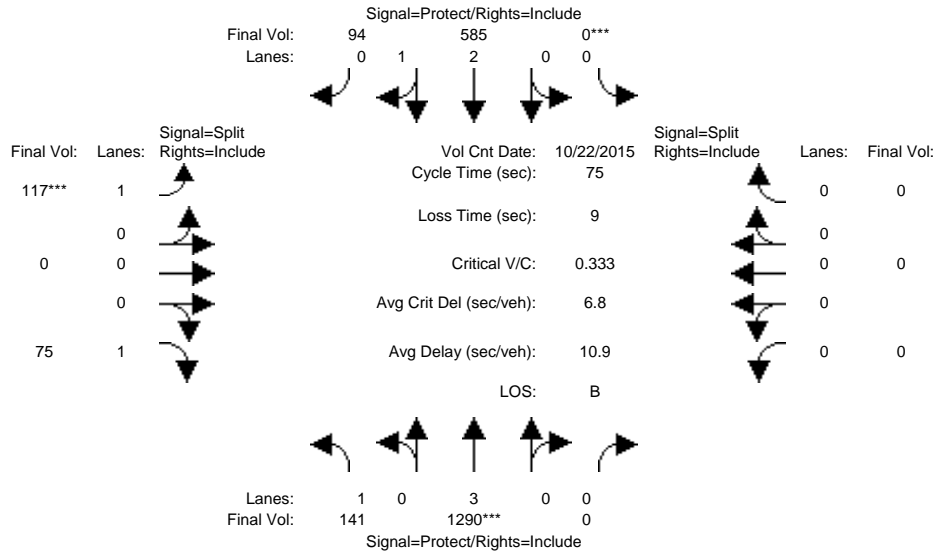 Signal=Protect/Rights=Include
Final Vol: 94 585 0***
Lanes: 0 1 2 0 0
Signal=Split
Final Vol: Lanes: Rights=Include
Vol Cnt Date: 10/22/2015
Signal=Split
Rights=Include Lanes: Final Vol:
Cycle Time (sec): 75
117*** 1
0 0
Loss Time (sec): 9
0
0
0 0
Critical V/C: 0.333
0 0
0
Avg Crit Del (sec/veh): 6.8
0
75 1
Avg Delay (sec/veh): 10.9
0 0
LOS: B
Lanes: 1 0 3 0 0
Final Vol: 141 1290*** 0
Signal=Protect/Rights=Include